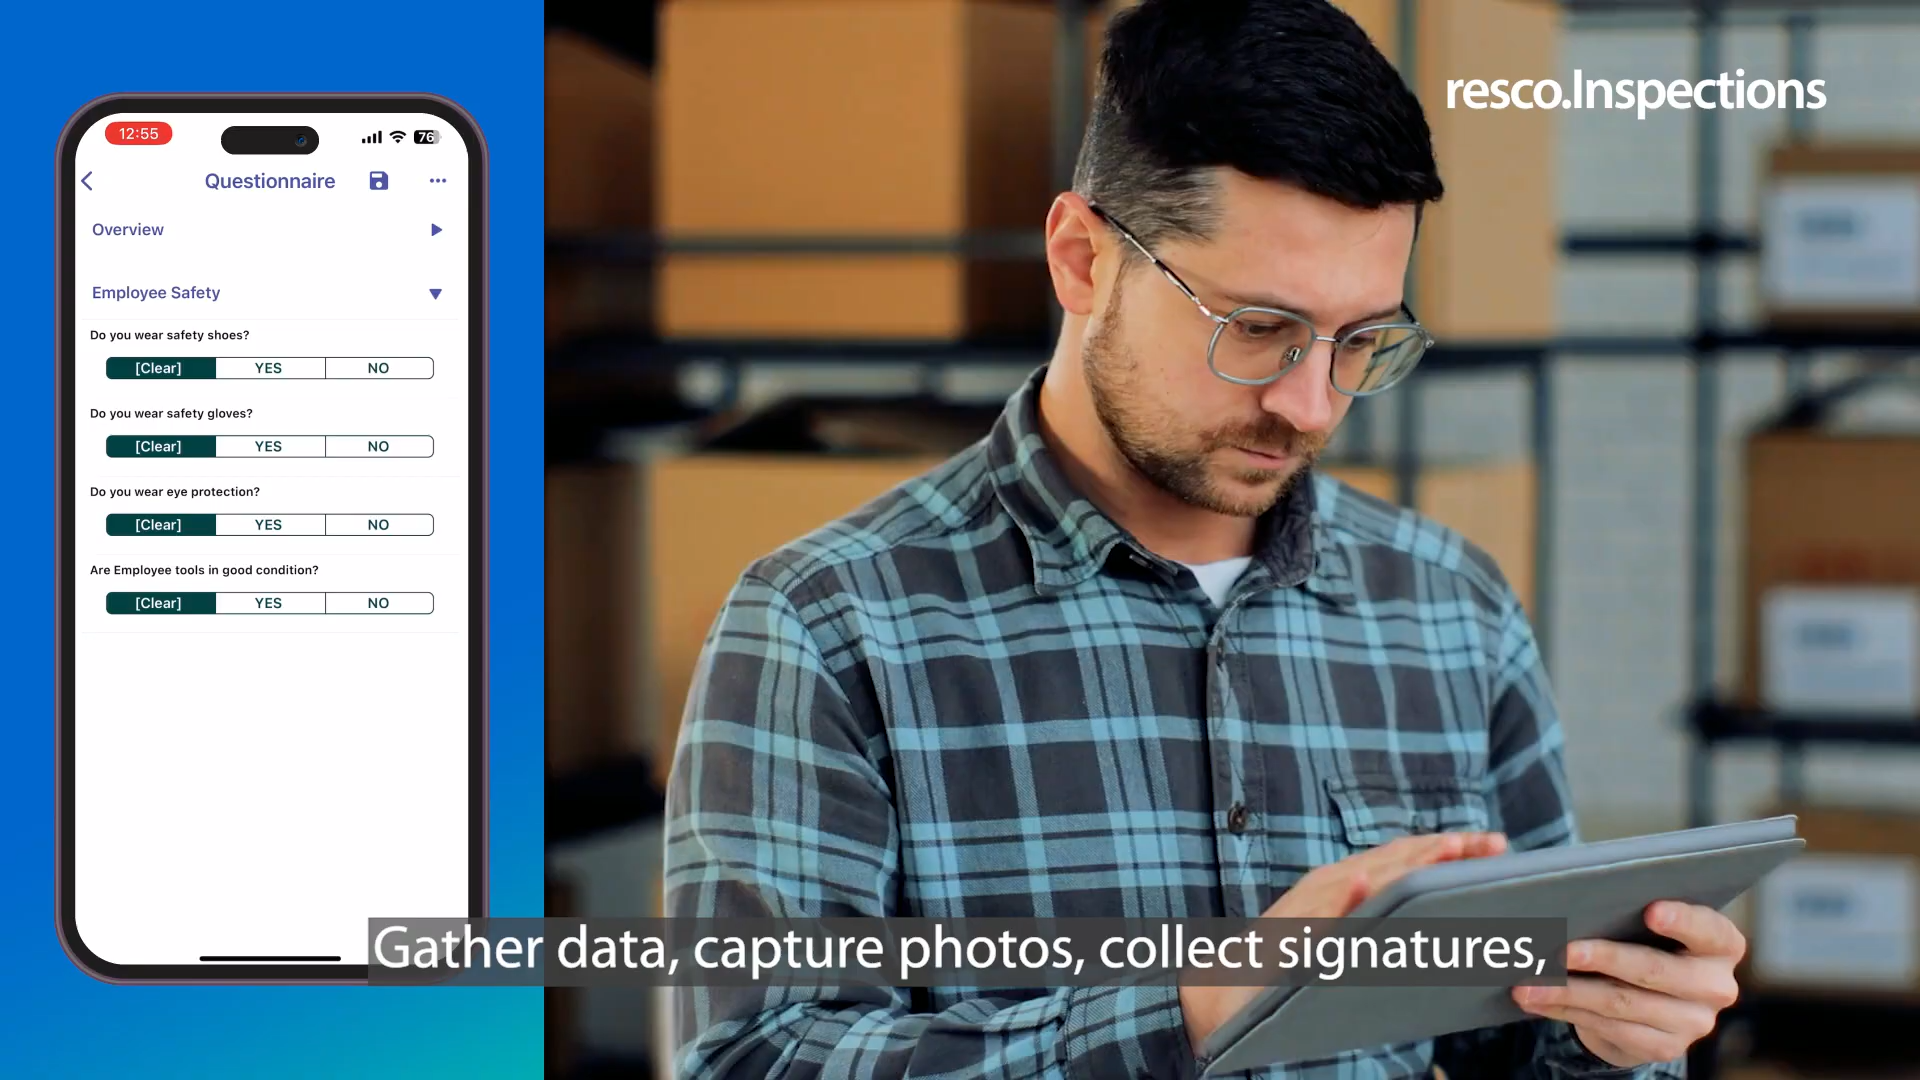 12:55
76
Questionnaire
Overview
Employee Safety
Do you wear safety shoes?
[Clear] YES NO
Do you wear safety gloves?
[Clear] YES NO
Do you wear eye protection?
[Clear] YES NO
Are Employee tools in good condition?
[Clear] YES NO
resco.Inspections
Gather data, capture photos, collect signatures,